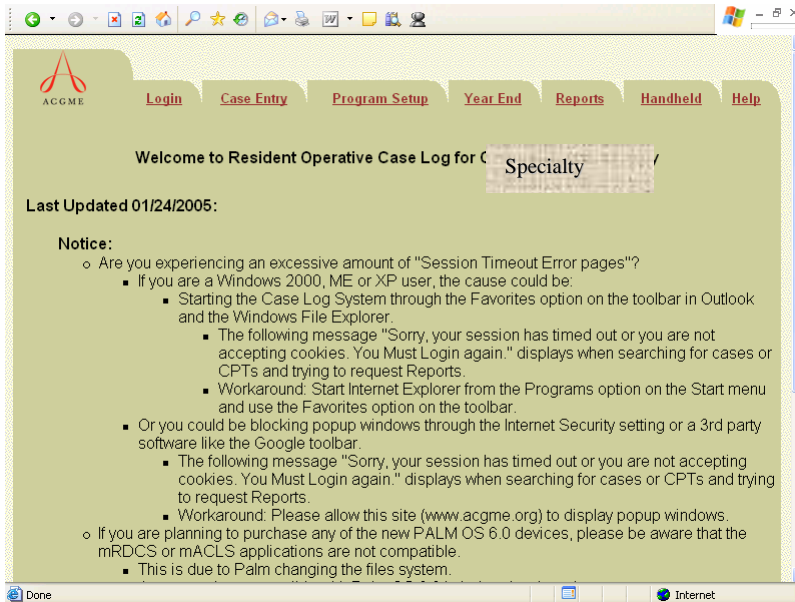 ACGME
Login Case Entry Program Setup Year End Reports Handheld Help
Welcome to Resident Operative Case Log for
Specialty
Last Updated 01/24/2005:
Notice:
Are you experiencing an excessive amount of "Session Timeout Error pages"?
If you are a Windows 2000, ME or XP user, the cause could be:
Starting the Case Log System through the Favorites option on the toolbar in Outlook
and the Windows File Explorer.
The following message "Sorry, your session has timed out or you are not
accepting cookies. You Must Login again." displays when searching for cases or
CPTs and trying to request Reports.
Workaround: Start Internet Explorer from the Programs option on the Start menu
and use the Favorites option on the toolbar.
Or you could be blocking popup windows through the Internet Security setting or a 3rd party
software like the Google toolbar.
The following message "Sorry, your session has timed out or you are not accepting
cookies. You Must Login again." displays when searching for cases or CPTs and trying
to request Reports.
Workaround: Please allow this site (www.acgme.org) to display popup windows.
If you are planning to purchase any of the new PALM OS 6.0 devices, please be aware that the
mRDCS or mACLS applications are not compatible.
This is due to Palm changing the files system.
Done Internet